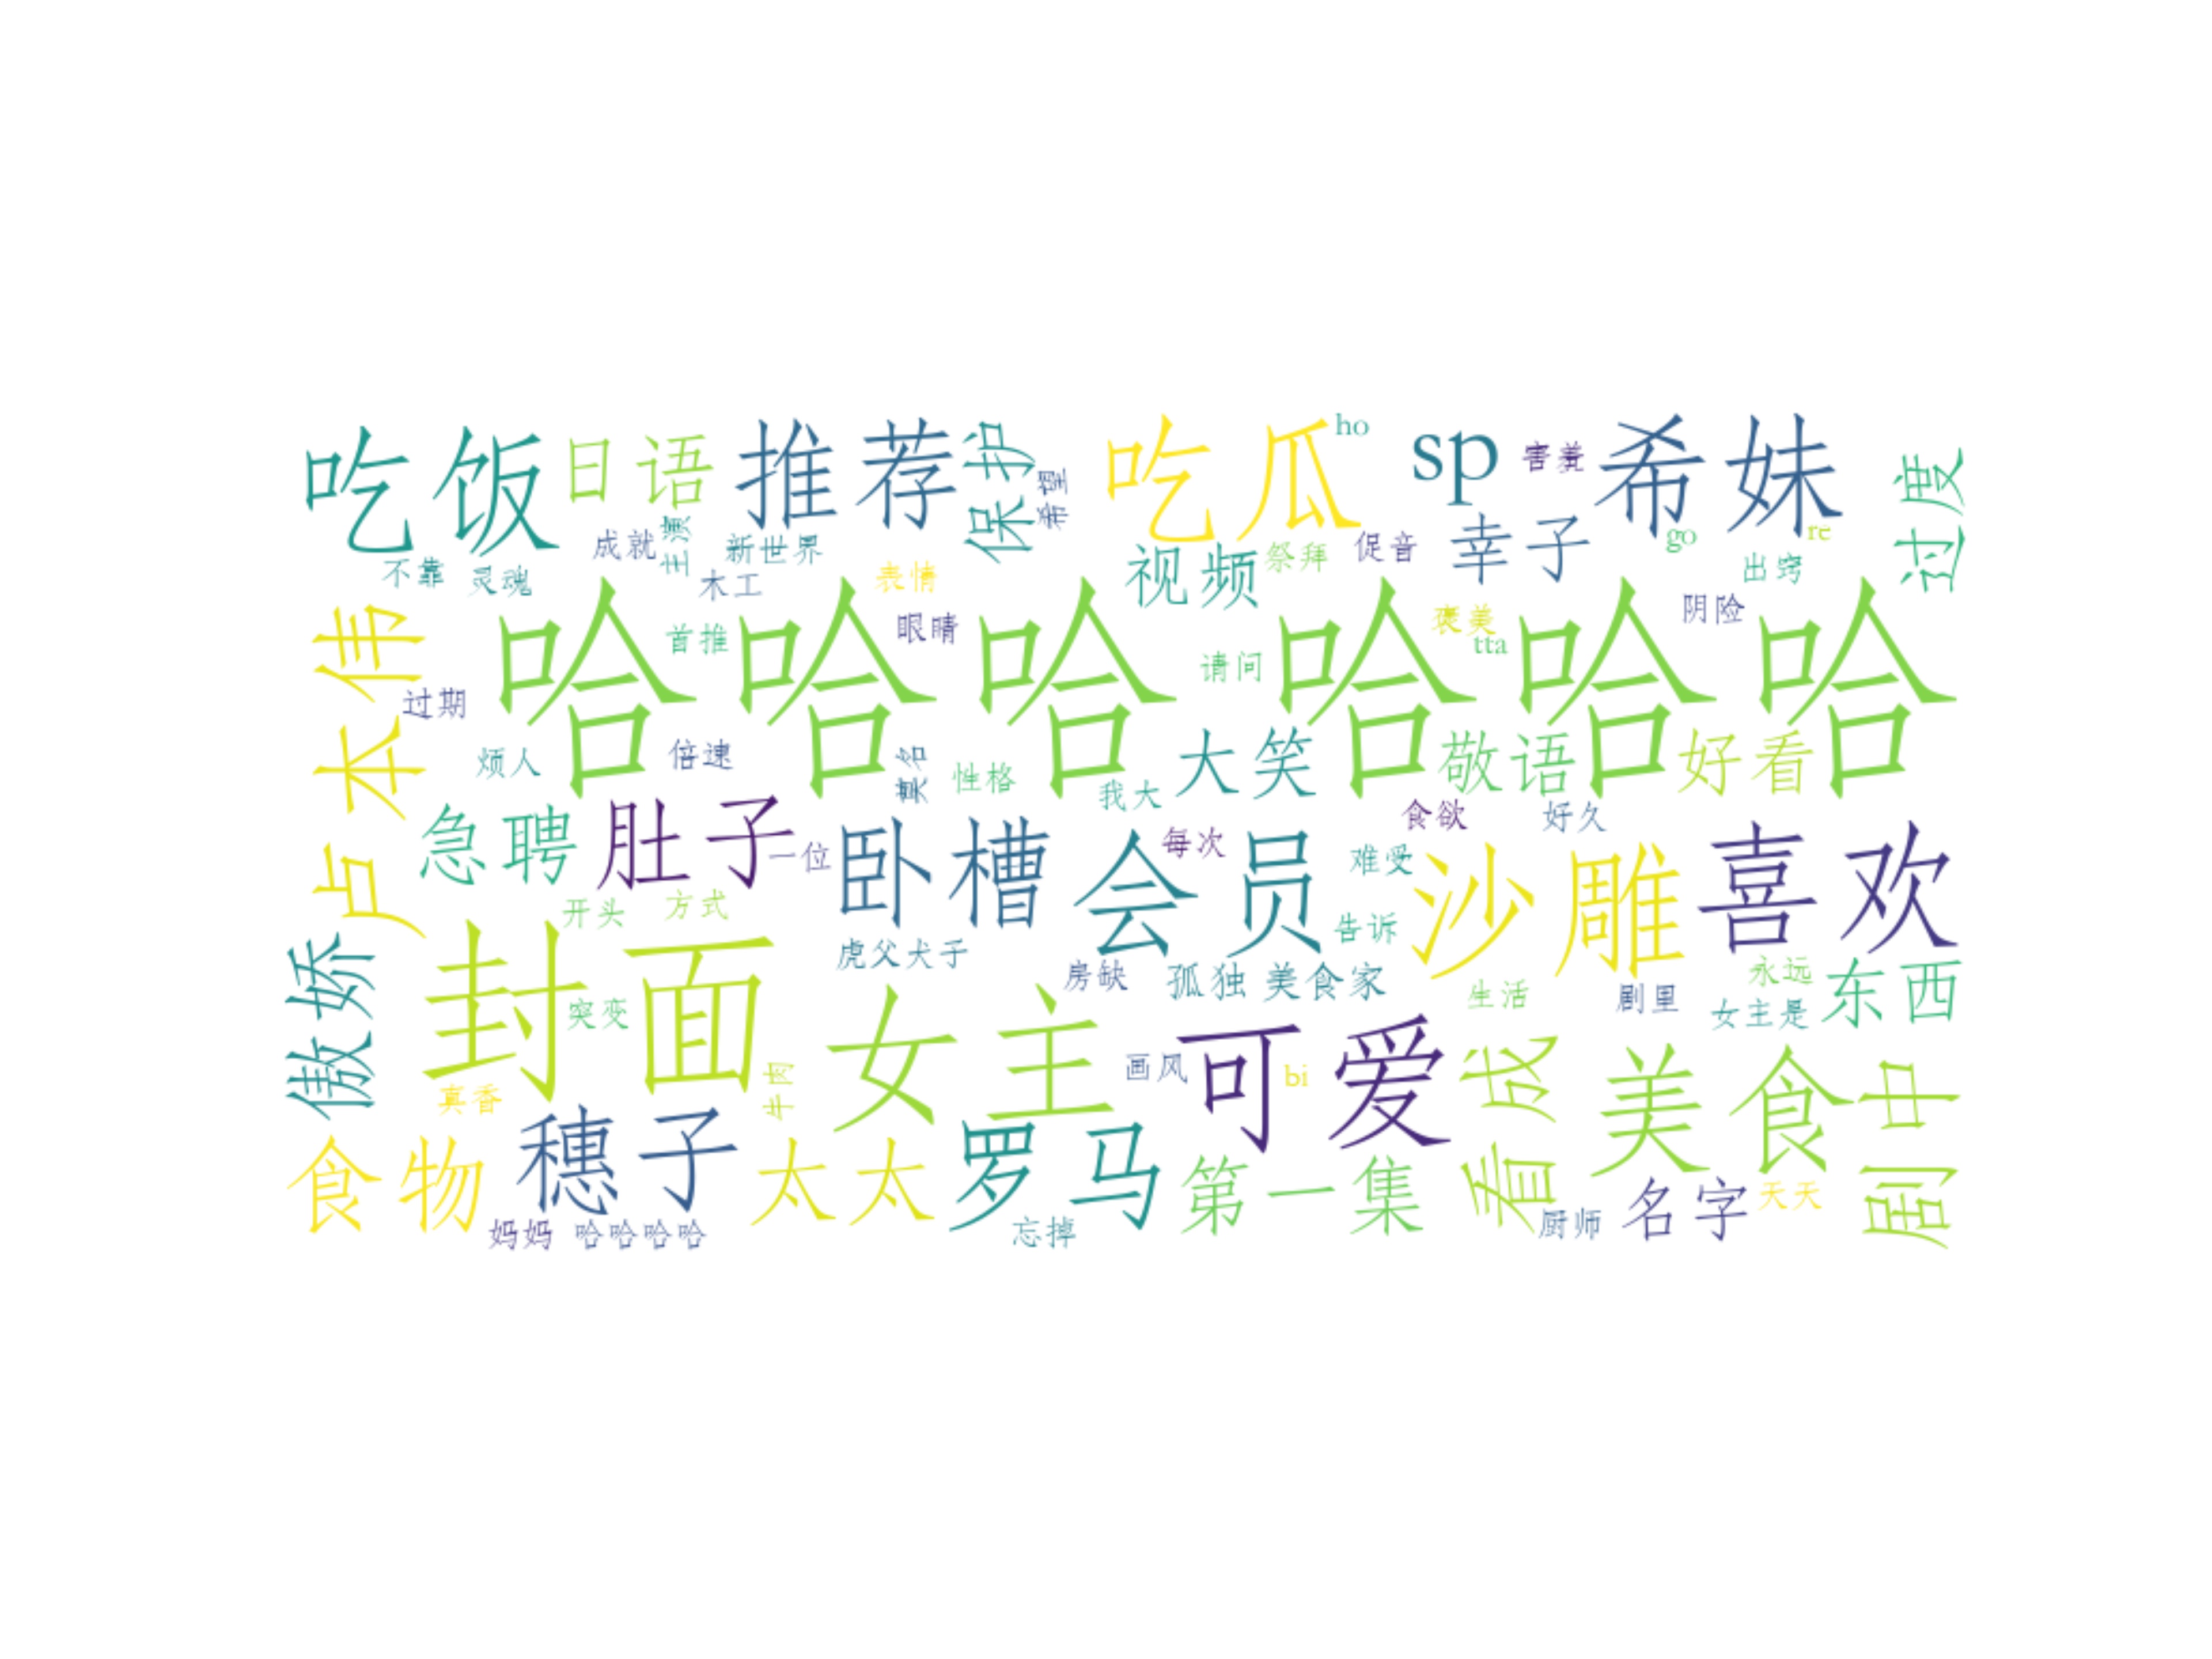 吃饭
日语
推荐
保护
希望
吃瓜
ho
sp
害羞
希妹
过度
不靠
灵魂
成就
主演
新世界
木工
表情
视频
祭拜
促音
幸子
go
re
出窍
卢本伟
过期
哈哈哈 哈哈哈
首推
眼睛
请问
褒美
tta
阴险
烦人
倍速
莫名
性格
我大
大笑
敬语
好看
急聘
肚子
一位
卧槽
会员
每次
难受
食欲
好久
沙雕
喜欢
开头
方式
虎父犬子
房缺
告诉
孤独 美食家
生活
剧里
永远
女主是
东西
傲娇
封面
突变
女主
画风
可爱
bi
看成
美食
剧中
真香
牛肉
食物
穗子
太太
罗马
第一集
厨师
名字
天天
妈妈
哈哈哈哈
忘掉